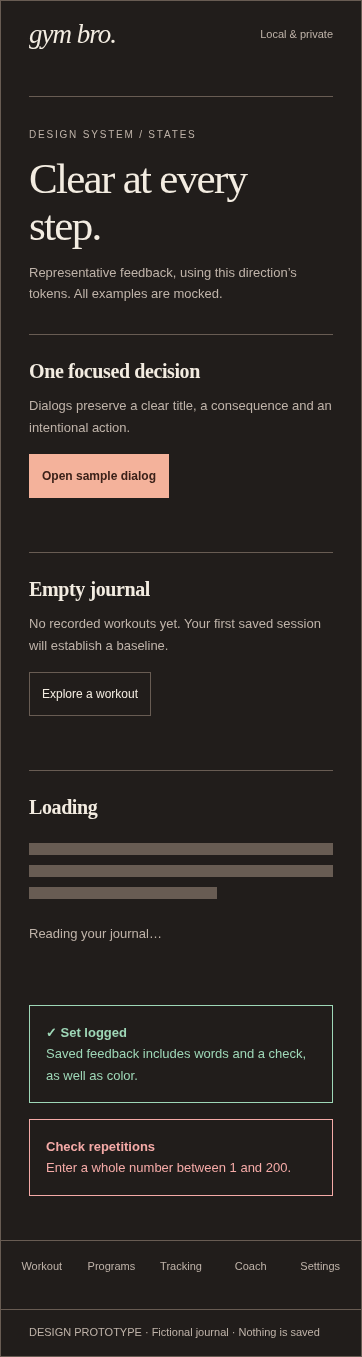 gym bro.
Local & private
DESIGN SYSTEM / STATES
Clear at every
step.
Representative feedback, using this direction's
tokens. All examples are mocked.
One focused decision
Dialogs preserve a clear title, a consequence and an
intentional action.
Open sample dialog
Empty journal
No recorded workouts yet. Your first saved session
will establish a baseline.
Explore a workout
Loading
Reading your journal…
✓ Set logged
Saved feedback includes words and a check,
as well as color.
Check repetitions
Enter a whole number between 1 and 200.
Workout Programs Tracking Coach Settings
DESIGN PROTOTYPE · Fictional journal · Nothing is saved